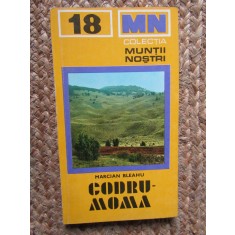 18 MN
COLECȚIA
MUNȚII
NOȘTRI
MARCIAN BLEAHU
CODRU-
MOMA